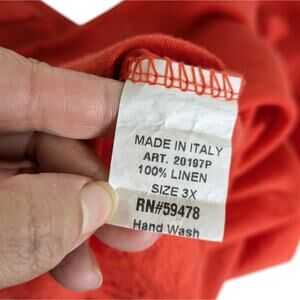 MADE IN ITALY
ART. 20197P
100% LINEN
SIZE 3X
RN#59478
Hand Wash